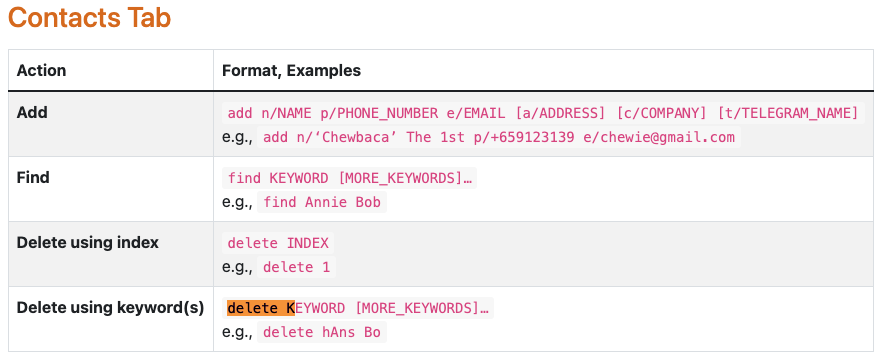 Contacts Tab
Action Format, Examples
Add add n/NAME p/PHONE_NUMBER e/EMAIL [a/ADDRESS] [c/COMPANY] [t/TELEGRAM_NAME]
e.g., add n/‘Chewbaca’ The 1st p/+659123139 e/chewie@gmail.com
Find find KEYWORD [MORE_KEYWORDS]…
e.g., find Annie Bob
Delete using index delete INDEX
e.g., delete 1
Delete using keyword(s) delete KEYWORD [MORE_KEYWORDS]…
e.g., delete hAns Bo